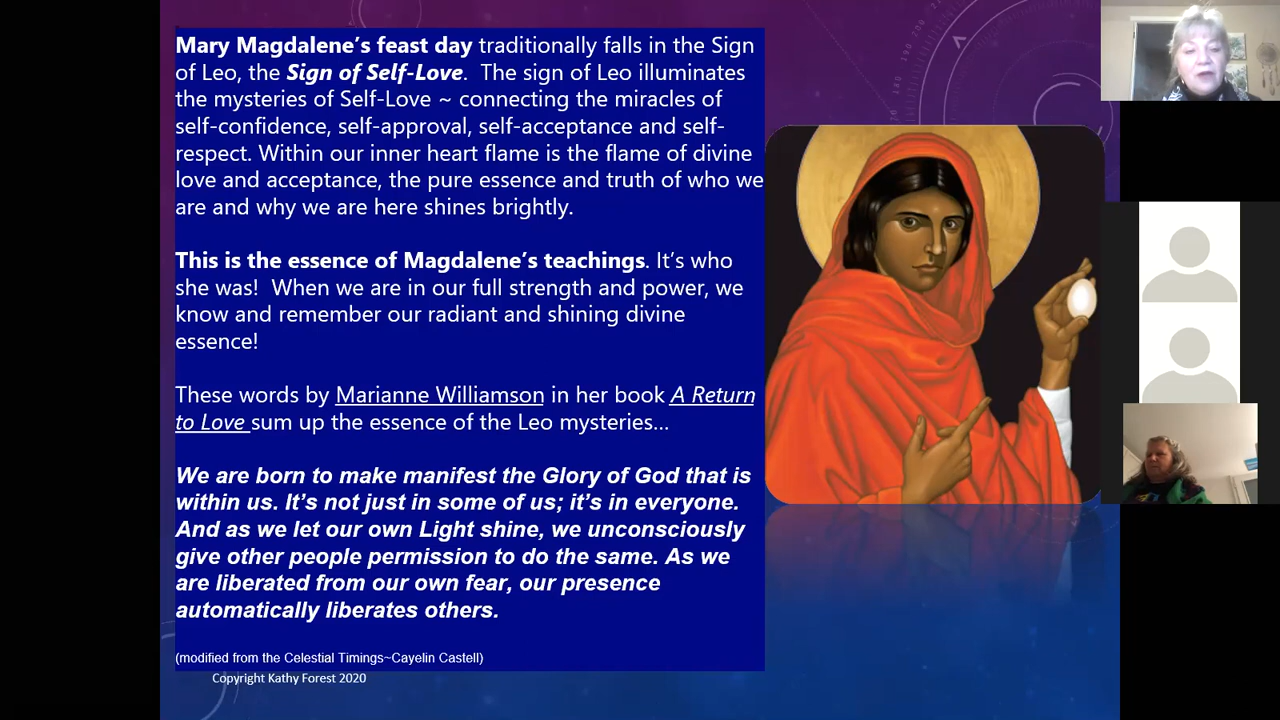 Mary Magdalene’s feast day traditionally falls in the Sign
of Leo, the Sign of Self-Love.  The sign of Leo illuminates
the mysteries of Self-Love ~ connecting the miracles of
self-confidence, self-approval, self-acceptance and self-
respect. Within our inner heart flame is the flame of divine
love and acceptance, the pure essence and truth of who we
are and why we are here shines brightly.
This is the essence of Magdalene’s teachings. It’s who
she was!  When we are in our full strength and power, we
know and remember our radiant and shining divine
essence!
These words by Marianne Williamson in her book A Return
to Love sum up the essence of the Leo mysteries...
We are born to make manifest the Glory of God that is
within us. It’s not just in some of us; it’s in everyone.
And as we let our own Light shine, we unconsciously
give other people permission to do the same. As we
are liberated from our own fear, our presence
automatically liberates others.
(modified from the Celestial Timings~Cayelin Castell)
Copyright Kathy Forest 2020